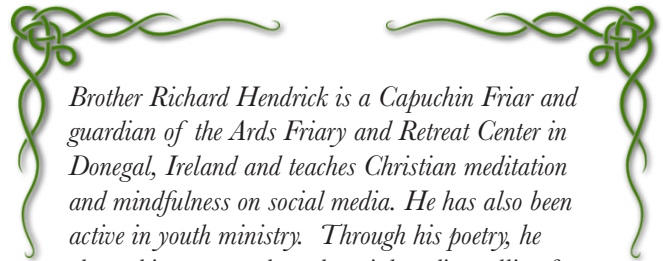 Brother Richard Hendrick is a Capuchin Friar and
guardian of the Ards Friary and Retreat Center in
Donegal, Ireland and teaches Christian meditation
and mindfulness on social media. He has also been
active in youth ministry. Through his poetry, he